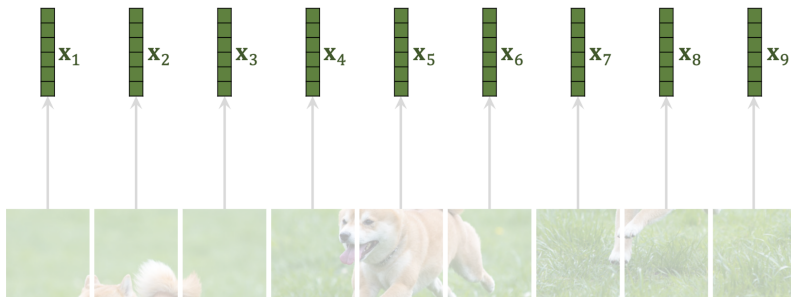 x₁ x₂ x₃ x₄ x₅ x₆ x₇ x₈ x₉